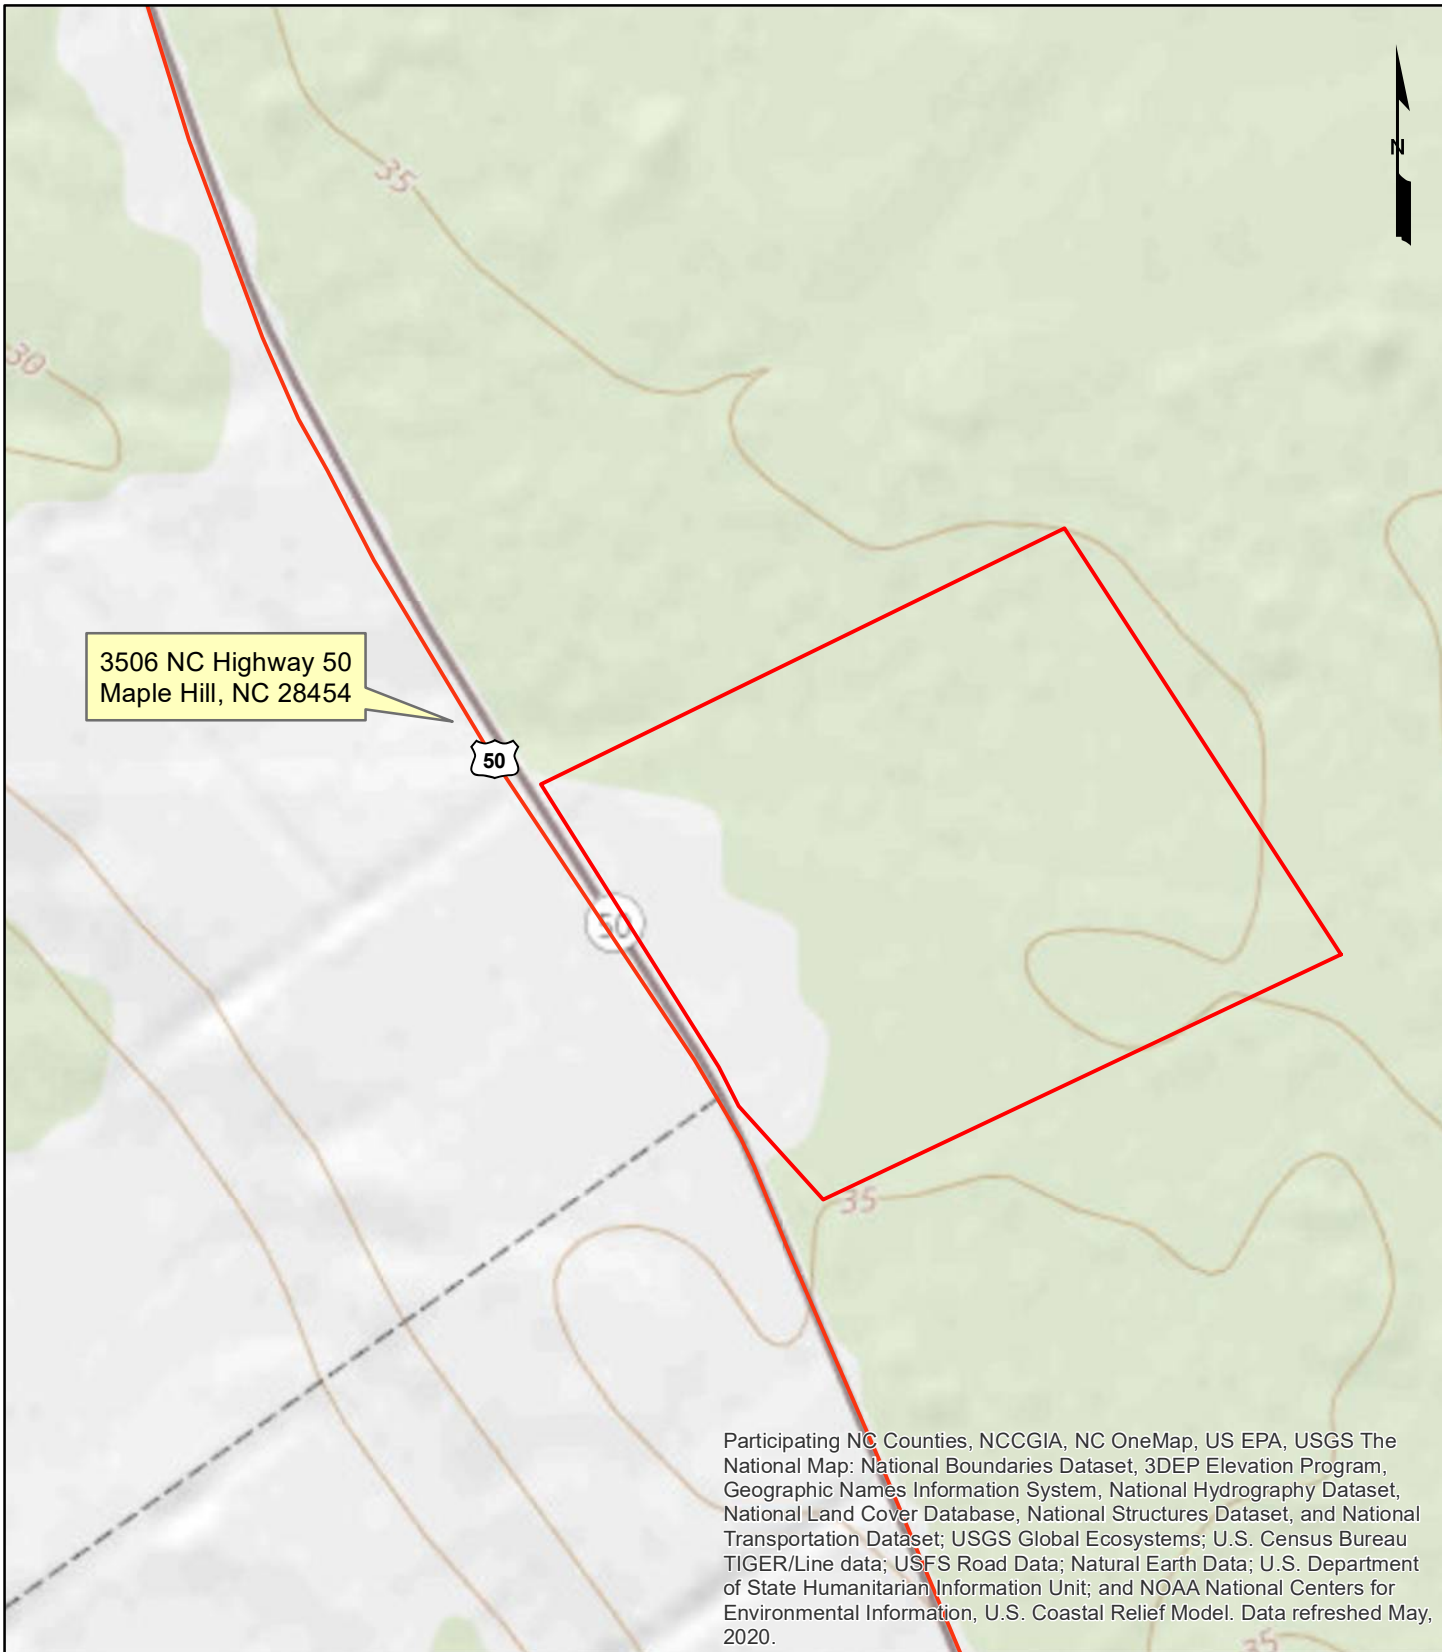 35
N
30
3506 NC Highway 50
Maple Hill, NC 28454
50
50
35
Participating NC Counties, NCCGIA, NC OneMap, US EPA, USGS The
National Map: National Boundaries Dataset, 3DEP Elevation Program,
Geographic Names Information System, National Hydrography Dataset,
National Land Cover Database, National Structures Dataset, and National
Transportation Dataset; USGS Global Ecosystems; U.S. Census Bureau
TIGER/Line data; USFS Road Data; Natural Earth Data; U.S. Department
of State Humanitarian Information Unit; and NOAA National Centers for
Environmental Information, U.S. Coastal Relief Model. Data refreshed May,
2020.
35